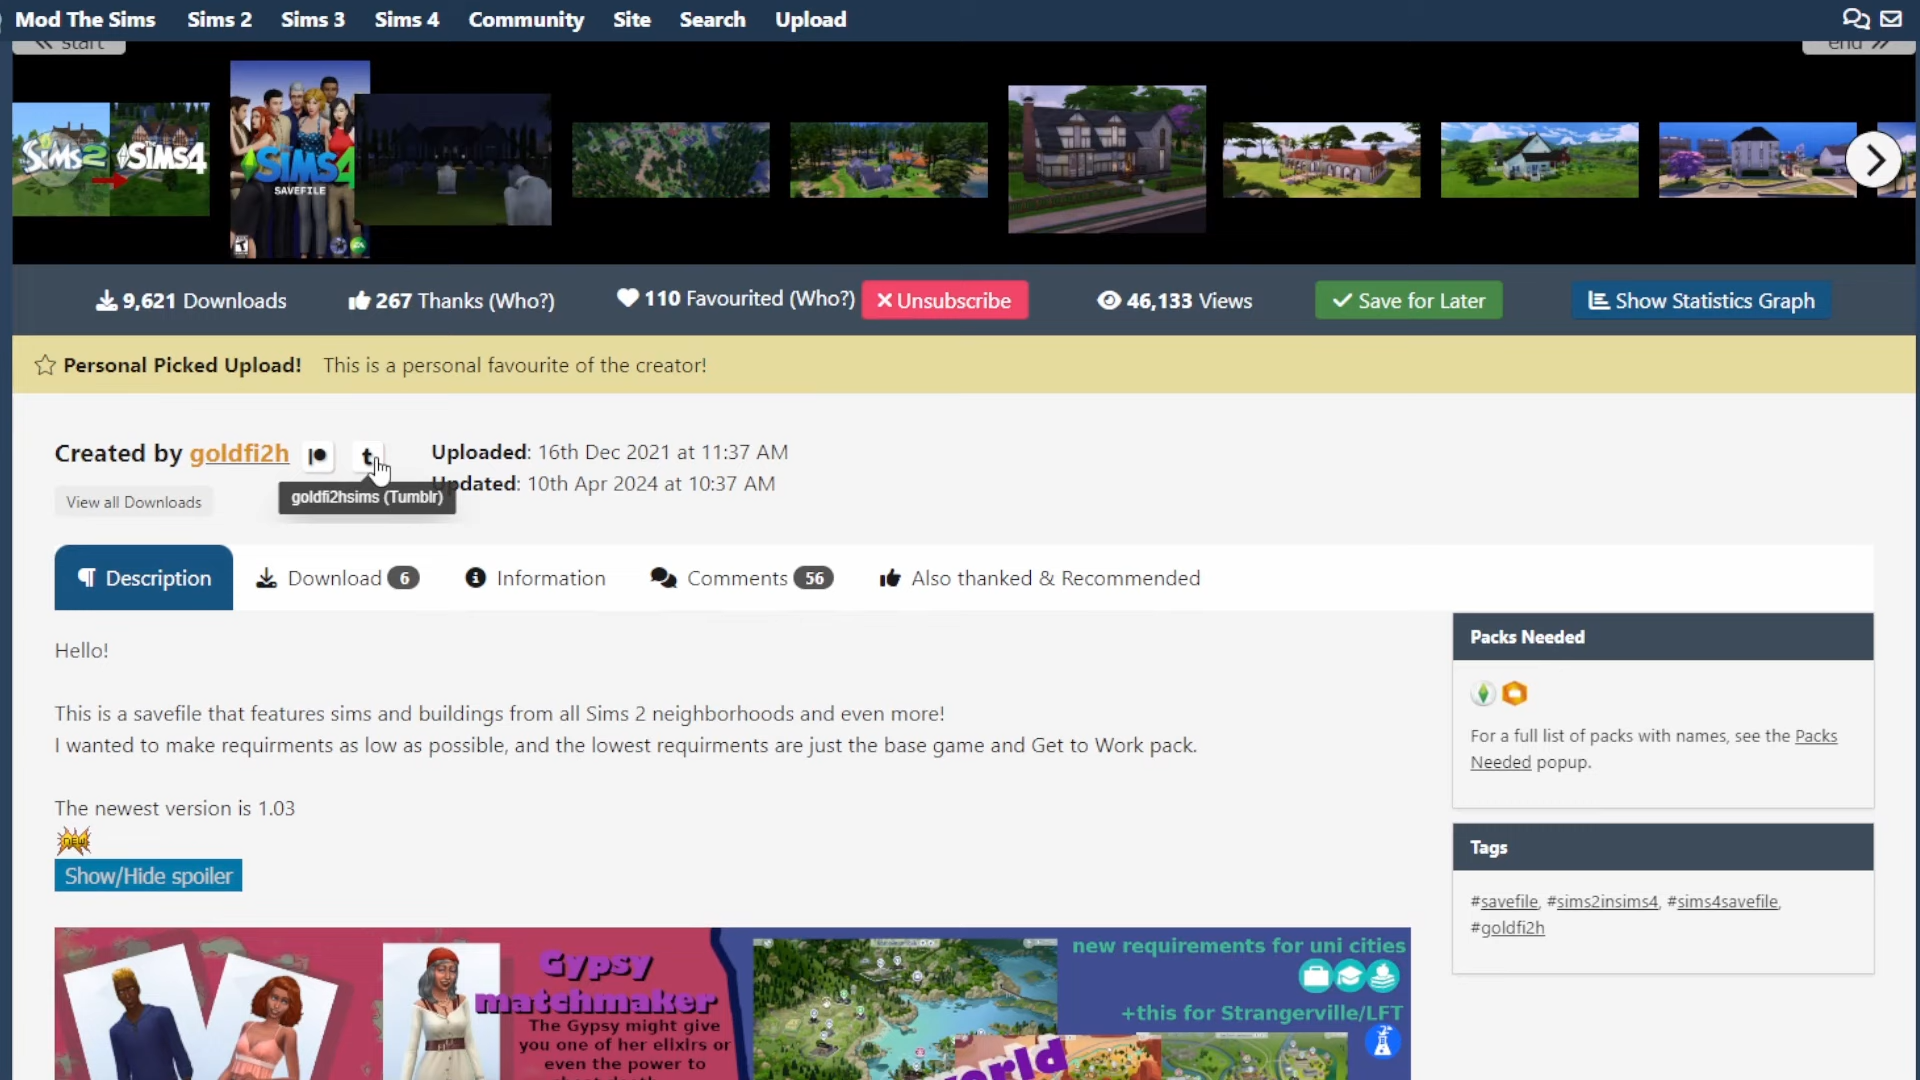 Mod The Sims Sims 2 Sims 3 Sims 4 Community Site Search Upload
start
end
SiMS2 SiMS4
SiMS4
SAVEFILE
9,621 Downloads 267 Thanks (Who?) 110 Favourited (Who?) Unsubscribe 46,133 Views Save for Later Show Statistics Graph
Personal Picked Upload! This is a personal favourite of the creator!
Created by goldfi2h
Uploaded: 16th Dec 2021 at 11:37 AM
Updated: 10th Apr 2024 at 10:37 AM
View all Downloads
goldfi2hsims (Tumblr)
Description Download 6 Information Comments 56 Also thanked & Recommended
Hello!
This is a savefile that features sims and buildings from all Sims 2 neighborhoods and even more!
I wanted to make requirments as low as possible, and the lowest requirments are just the base game and Get to Work pack.
The newest version is 1.03
NEW
Show/Hide spoiler
Packs Needed
For a full list of packs with names, see the Packs
Needed popup.
Tags
#savefile, #sims2insims4, #sims4savefile,
#goldfi2h
Gypsy
matchmaker
The Gypsy might give
you one of her elixirs or
even the power to
new requirements for uni cities
+this for Strangerville/LFT